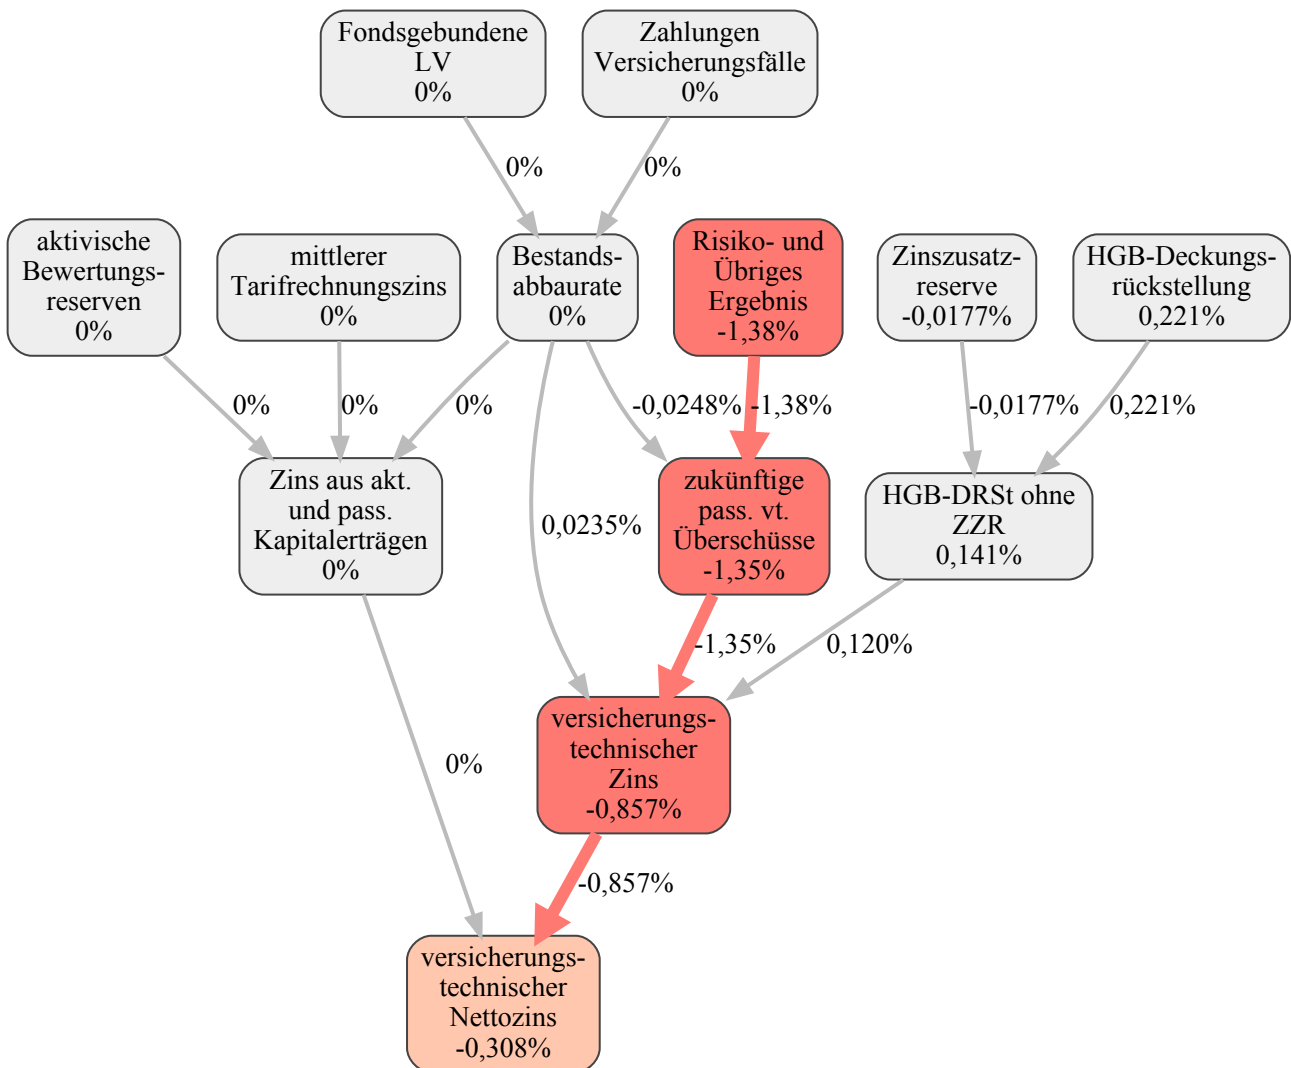 Fondsgebundene
LV
0%
Zahlungen
Versicherungsfälle
0%
0%
0%
aktivische
Bewertungs-
reserven
0%
mittlerer
Tarifrechnungszins
0%
Bestands-
abbaurate
0%
Risiko- und
Übriges
Ergebnis
-1,38%
Zinszusatz-
reserve
-0,0177%
HGB-Deckungs-
rückstellung
0,221%
0%
0%
0%
-0,0248%
-1,38%
-0,0177%
0,221%
Zins aus akt.
und pass.
Kapitalerträgen
0%
0,0235%
zukünftige
pass. vt.
Überschüsse
-1,35%
HGB-DRSt ohne
ZZR
0,141%
-1,35%
0,120%
versicherungs-
technischer
Zins
-0,857%
0%
-0,857%
versicherungs-
technischer
Nettozins
-0,308%